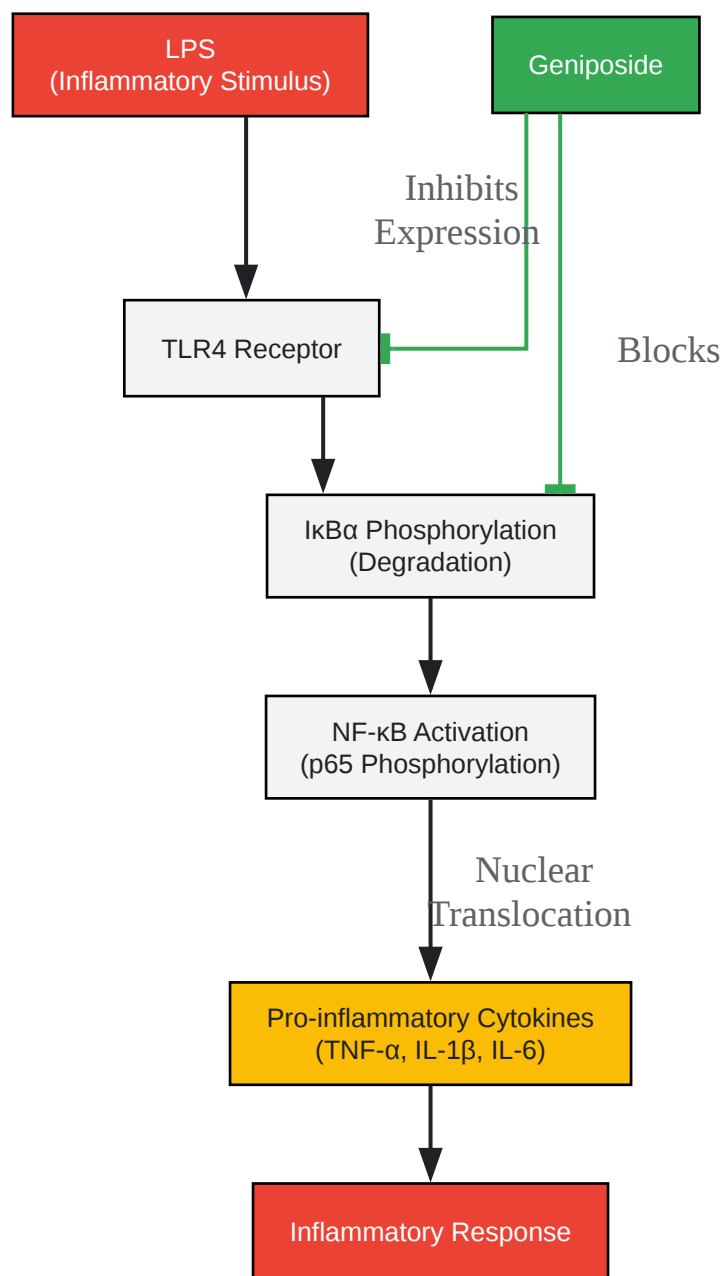 LPS
(Inflammatory Stimulus)
Geniposide
Inhibits
Expression
TLR4 Receptor
Blocks
IκBα Phosphorylation
(Degradation)
NF-κB Activation
(p65 Phosphorylation)
Nuclear
Translocation
Pro-inflammatory Cytokines
(TNF-α, IL-1β, IL-6)
Inflammatory Response